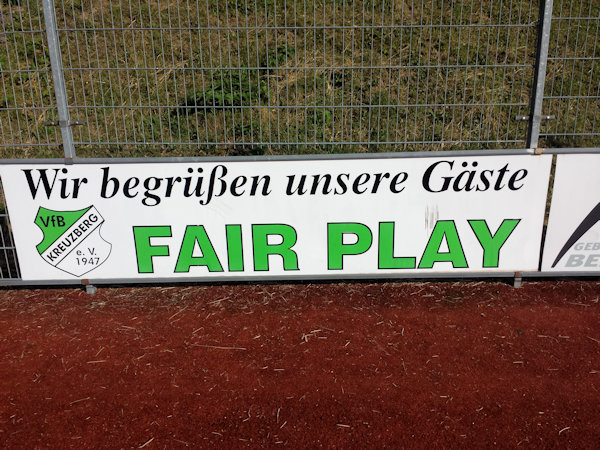 Wir begrüßen unsere Gäste
VfB
KREUZBERG
e. V.
1947
FAIR PLAY